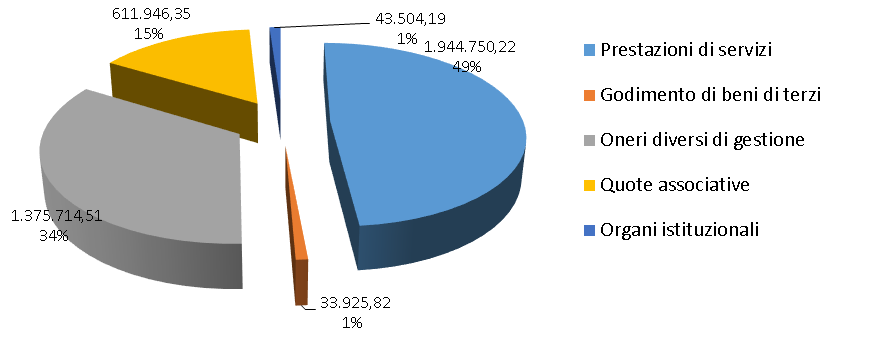 611.946,35
15%
43.504,19
1%
1.944.750,22
49%
1.375.714,51
34%
33.925,82
1%
Prestazioni di servizi
Godimento di beni di terzi
Oneri diversi di gestione
Quote associative
Organi istituzionali